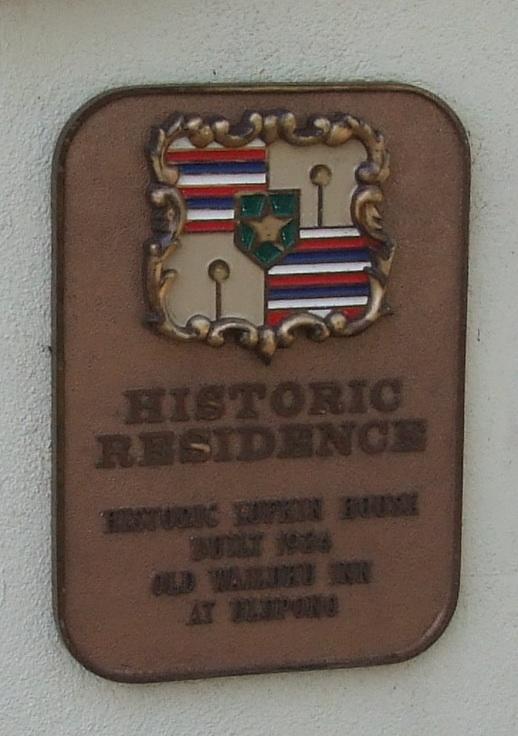 HISTORIC
RESIDENCE
HISTORIC LUFKIN HOUSE
BUILT 1924
OLD WAILUKU INN
AT ULUPONO